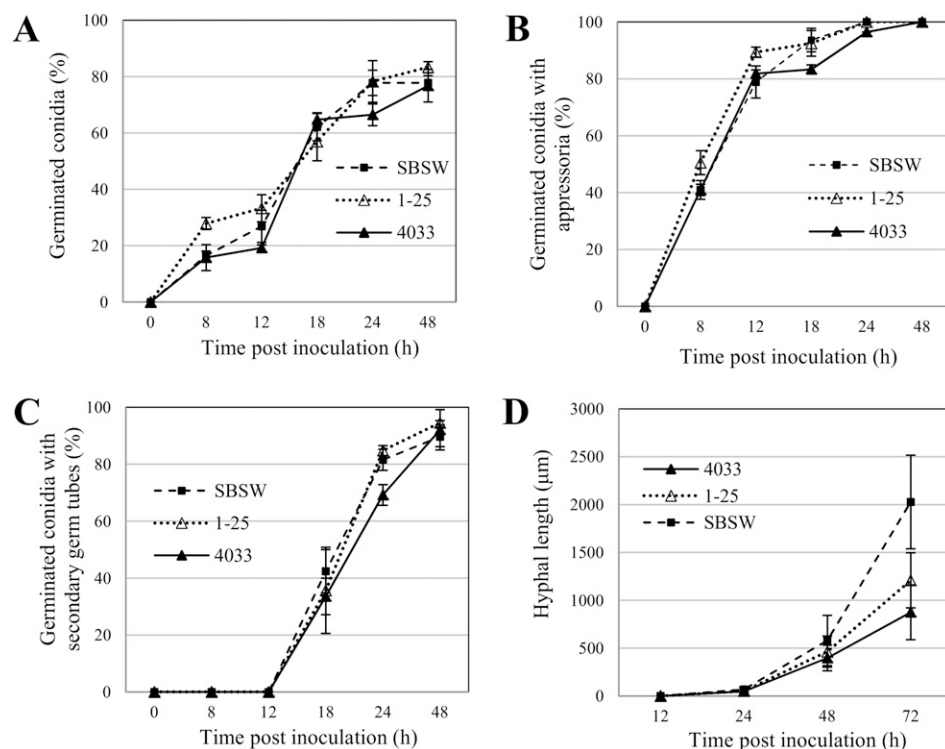 A
Germinated conidia (%)
100
80
60
40
20
0
SBSW
1-25
4033
0 8 12 18 24 48
Time post inoculation (h)
B
Germinated conidia with
appressoria (%)
100
80
60
40
20
0
SBSW
1-25
4033
0 8 12 18 24 48
Time post inoculation (h)
C
Germinated conidia with
secondary germ tubes (%)
100
80
60
40
20
0
SBSW
1-25
4033
0 8 12 18 24 48
Time post inoculation (h)
D
Hyphal length (µm)
3000
2500
2000
1500
1000
500
0
4033
1-25
SBSW
12 24 48 72
Time post inoculation (h)